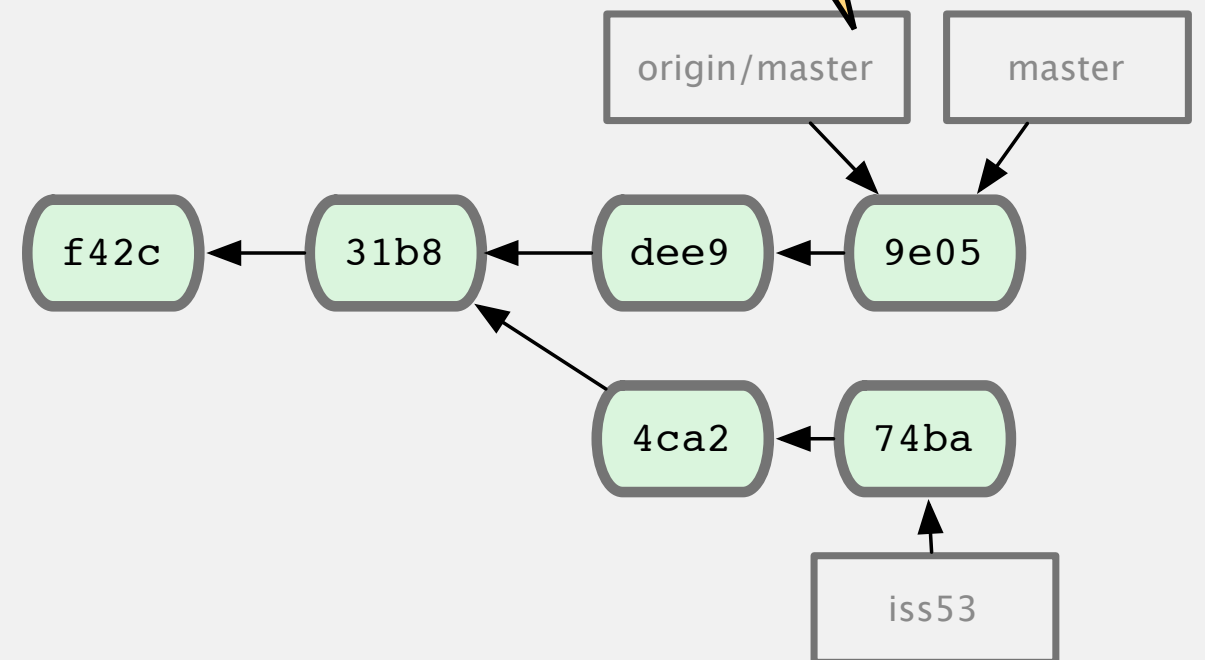 origin/master
master
f42c
31b8
dee9
9e05
4ca2
74ba
iss53